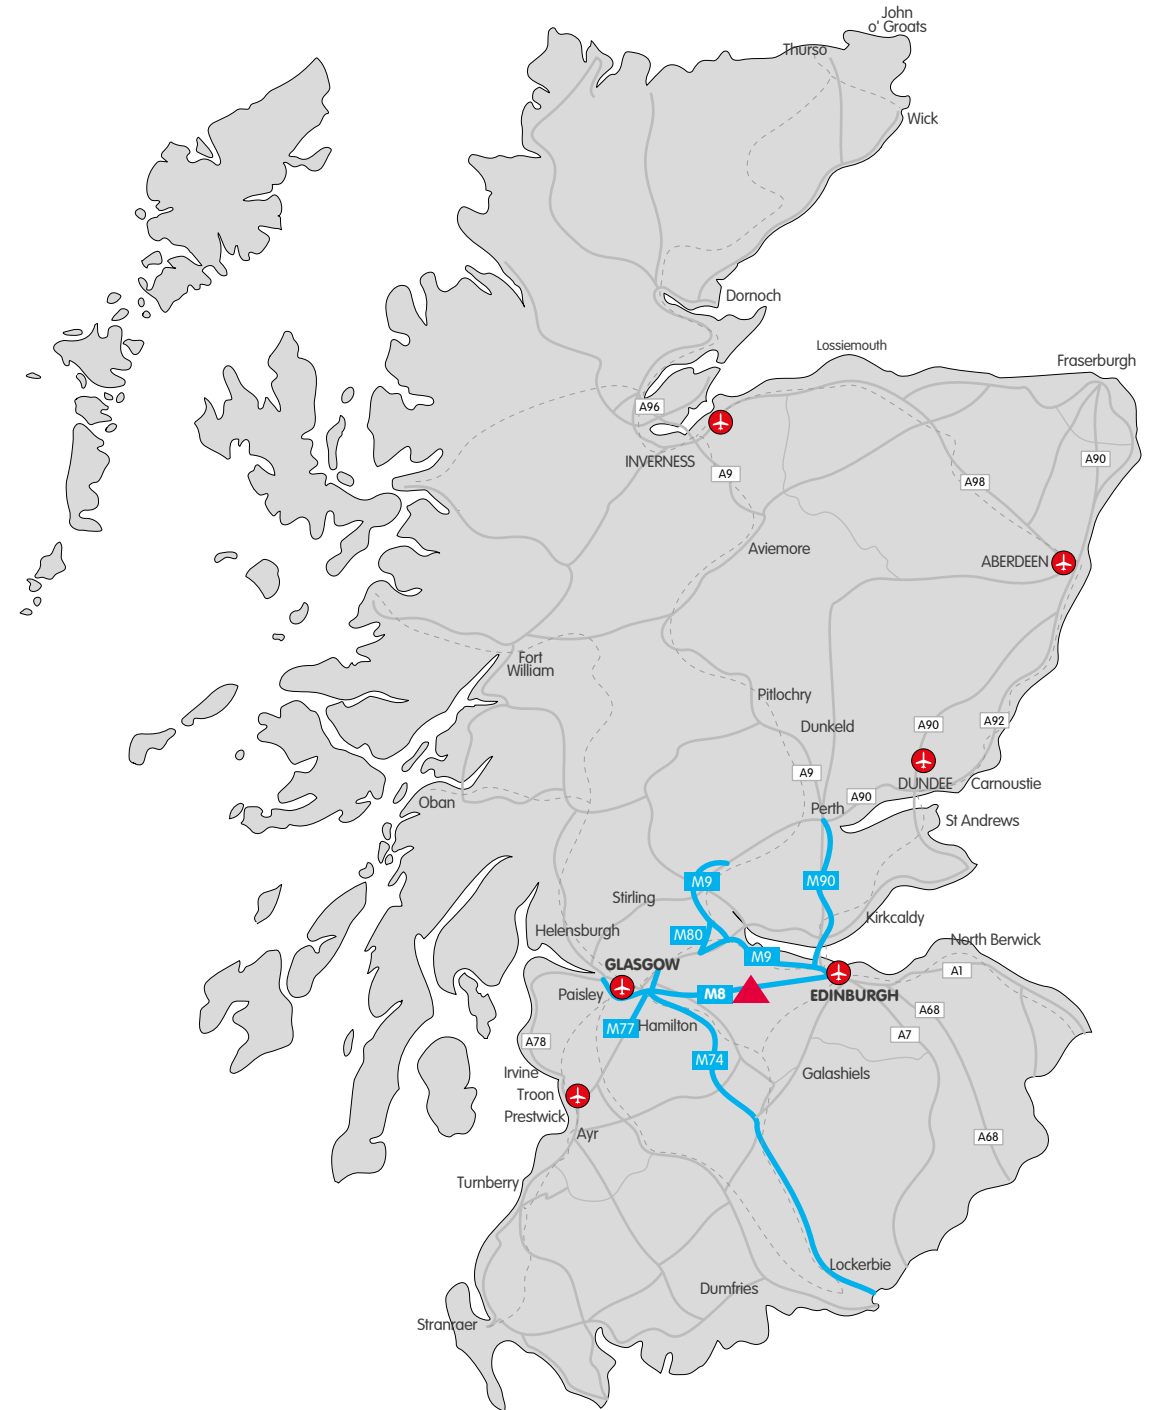 John
o' Groats
Thurso
Wick
Dornoch
Lossiemouth
Fraserburgh
A96
INVERNESS
A9
A90
A98
Aviemore
ABERDEEN
Fort
William
Pitlochry
Dunkeld
A90
A92
A9
DUNDEE
Carnoustie
A90
Oban
Perth
St Andrews
M9
M90
Stirling
Kirkcaldy
Helensburgh
M80
North Berwick
M9
GLASGOW
A1
Paisley
M8
EDINBURGH
A68
M77
Hamilton
A7
A78
M74
Irvine
Galashiels
Troon
Prestwick
Ayr
A68
Turnberry
Lockerbie
Dumfries
Stranraer